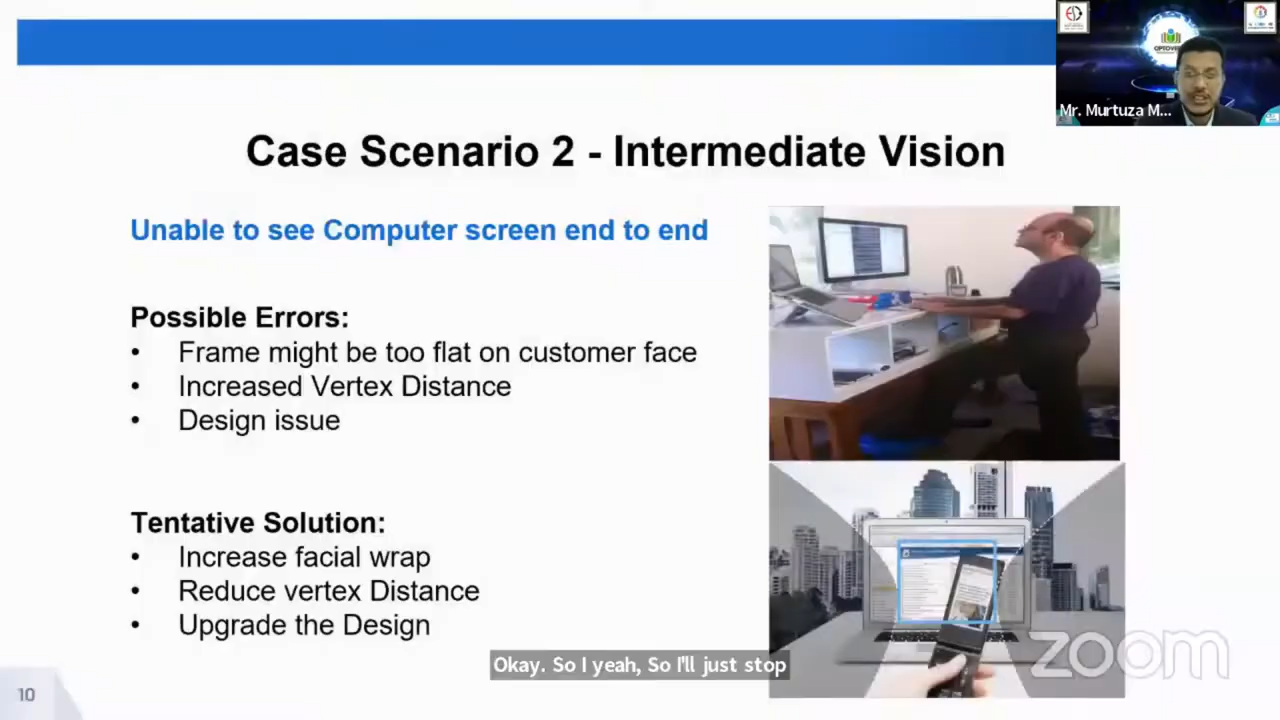 Mr. Murtuza M...
Case Scenario 2 - Intermediate Vision
Unable to see Computer screen end to end
Possible Errors:
• Frame might be too flat on customer face
• Increased Vertex Distance
• Design issue
Tentative Solution:
• Increase facial wrap
• Reduce vertex Distance
• Upgrade the Design
Okay. So I yeah, So I'll just stop
zoom
10